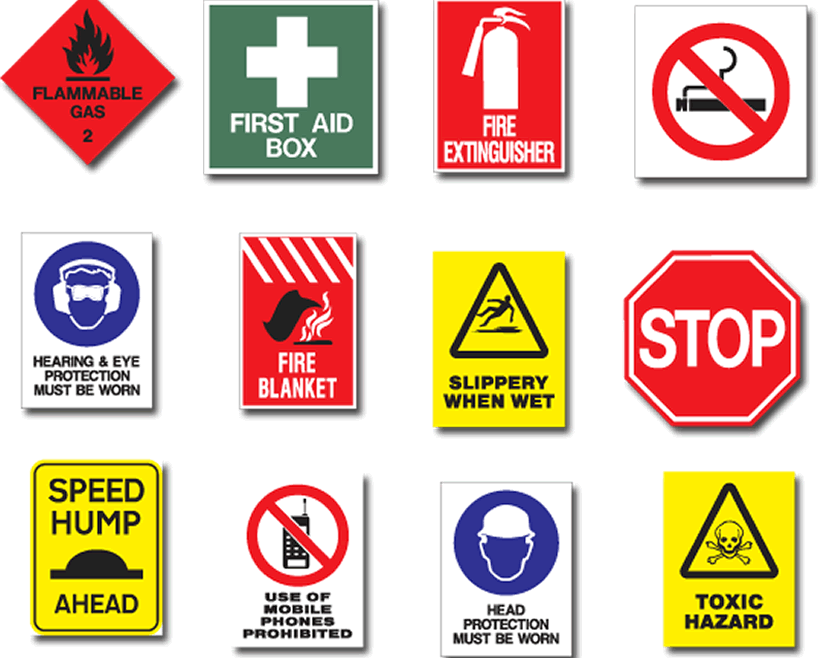 FLAMMABLE
GAS
2
FIRST AID
BOX
FIRE
EXTINGUISHER
HEARING & EYE
PROTECTION
MUST BE WORN
FIRE
BLANKET
SLIPPERY
WHEN WET
STOP
SPEED
HUMP
AHEAD
USE OF
MOBILE
PHONES
PROHIBITED
HEAD
PROTECTION
MUST BE WORN
TOXIC
HAZARD